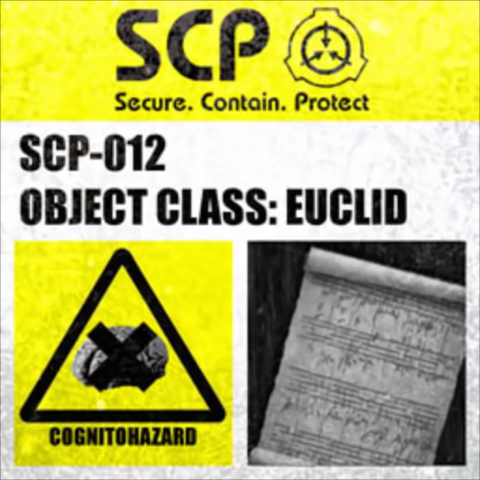 SCP
Secure. Contain. Protect
SCP-012
OBJECT CLASS: EUCLID
COGNITOHAZARD